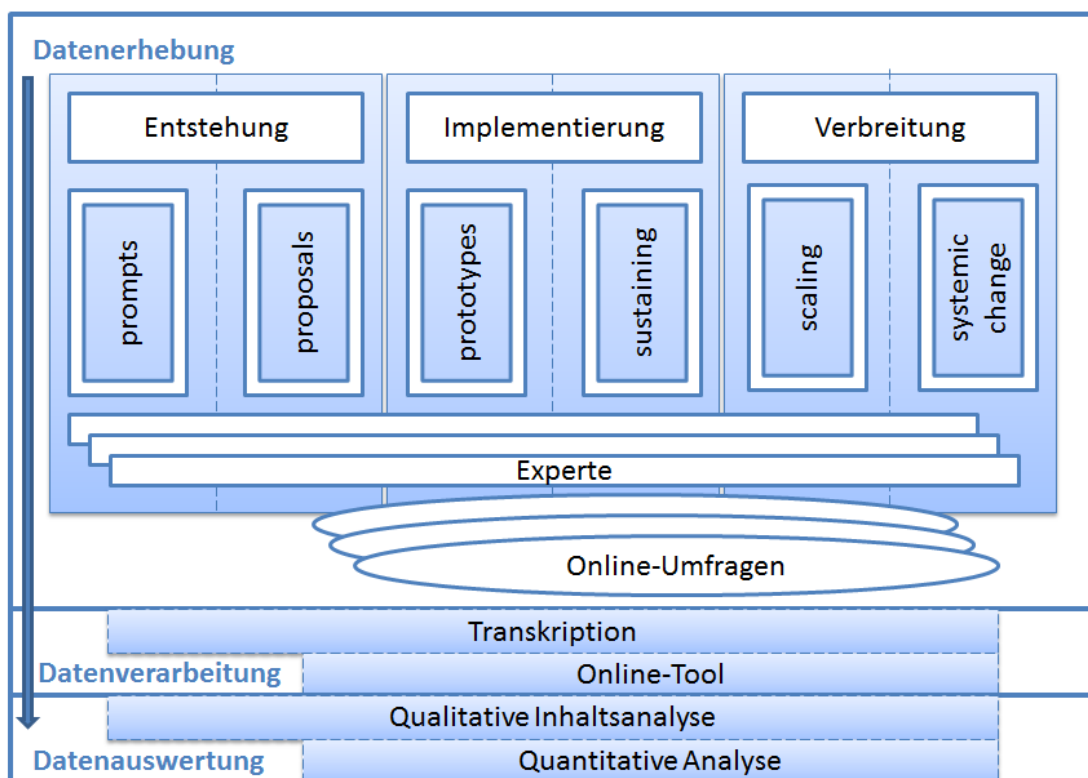 Datenerhebung
Entstehung
Implementierung
Verbreitung
prompts
proposals
prototypes
sustaining
scaling
systemic
change
Experte
Online-Umfragen
Transkription
Datenverarbeitung
Online-Tool
Qualitative Inhaltsanalyse
Datenauswertung
Quantitative Analyse